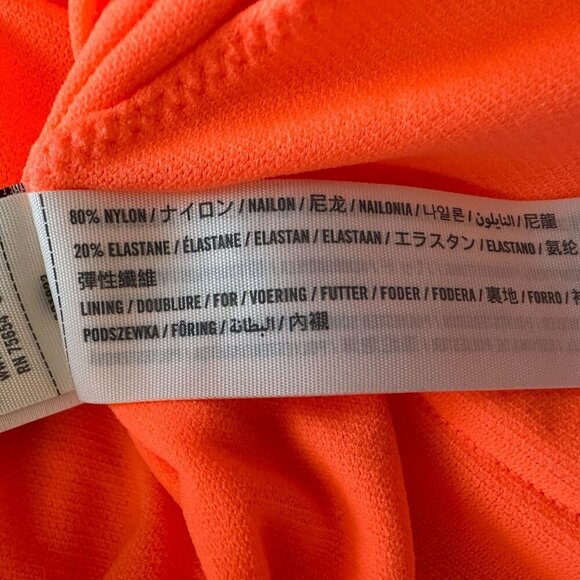 80% NYLON / ナイロン / NAILON / 尼龙 / NAILONIA / 나일론 / النايلون / 尼龍
20% ELASTANE / ÉLASTANE / ELASTAN / ELASTAAN / エラスタン / ELASTANO / 氨纶
彈性纖維
LINING / DOUBLURE / FOR / VOERING / FUTTER / FODER / FODERA / 裏地 / FORRO /
PODSZEWKA / FÔRING / البطانة / 內襯
RN 75654